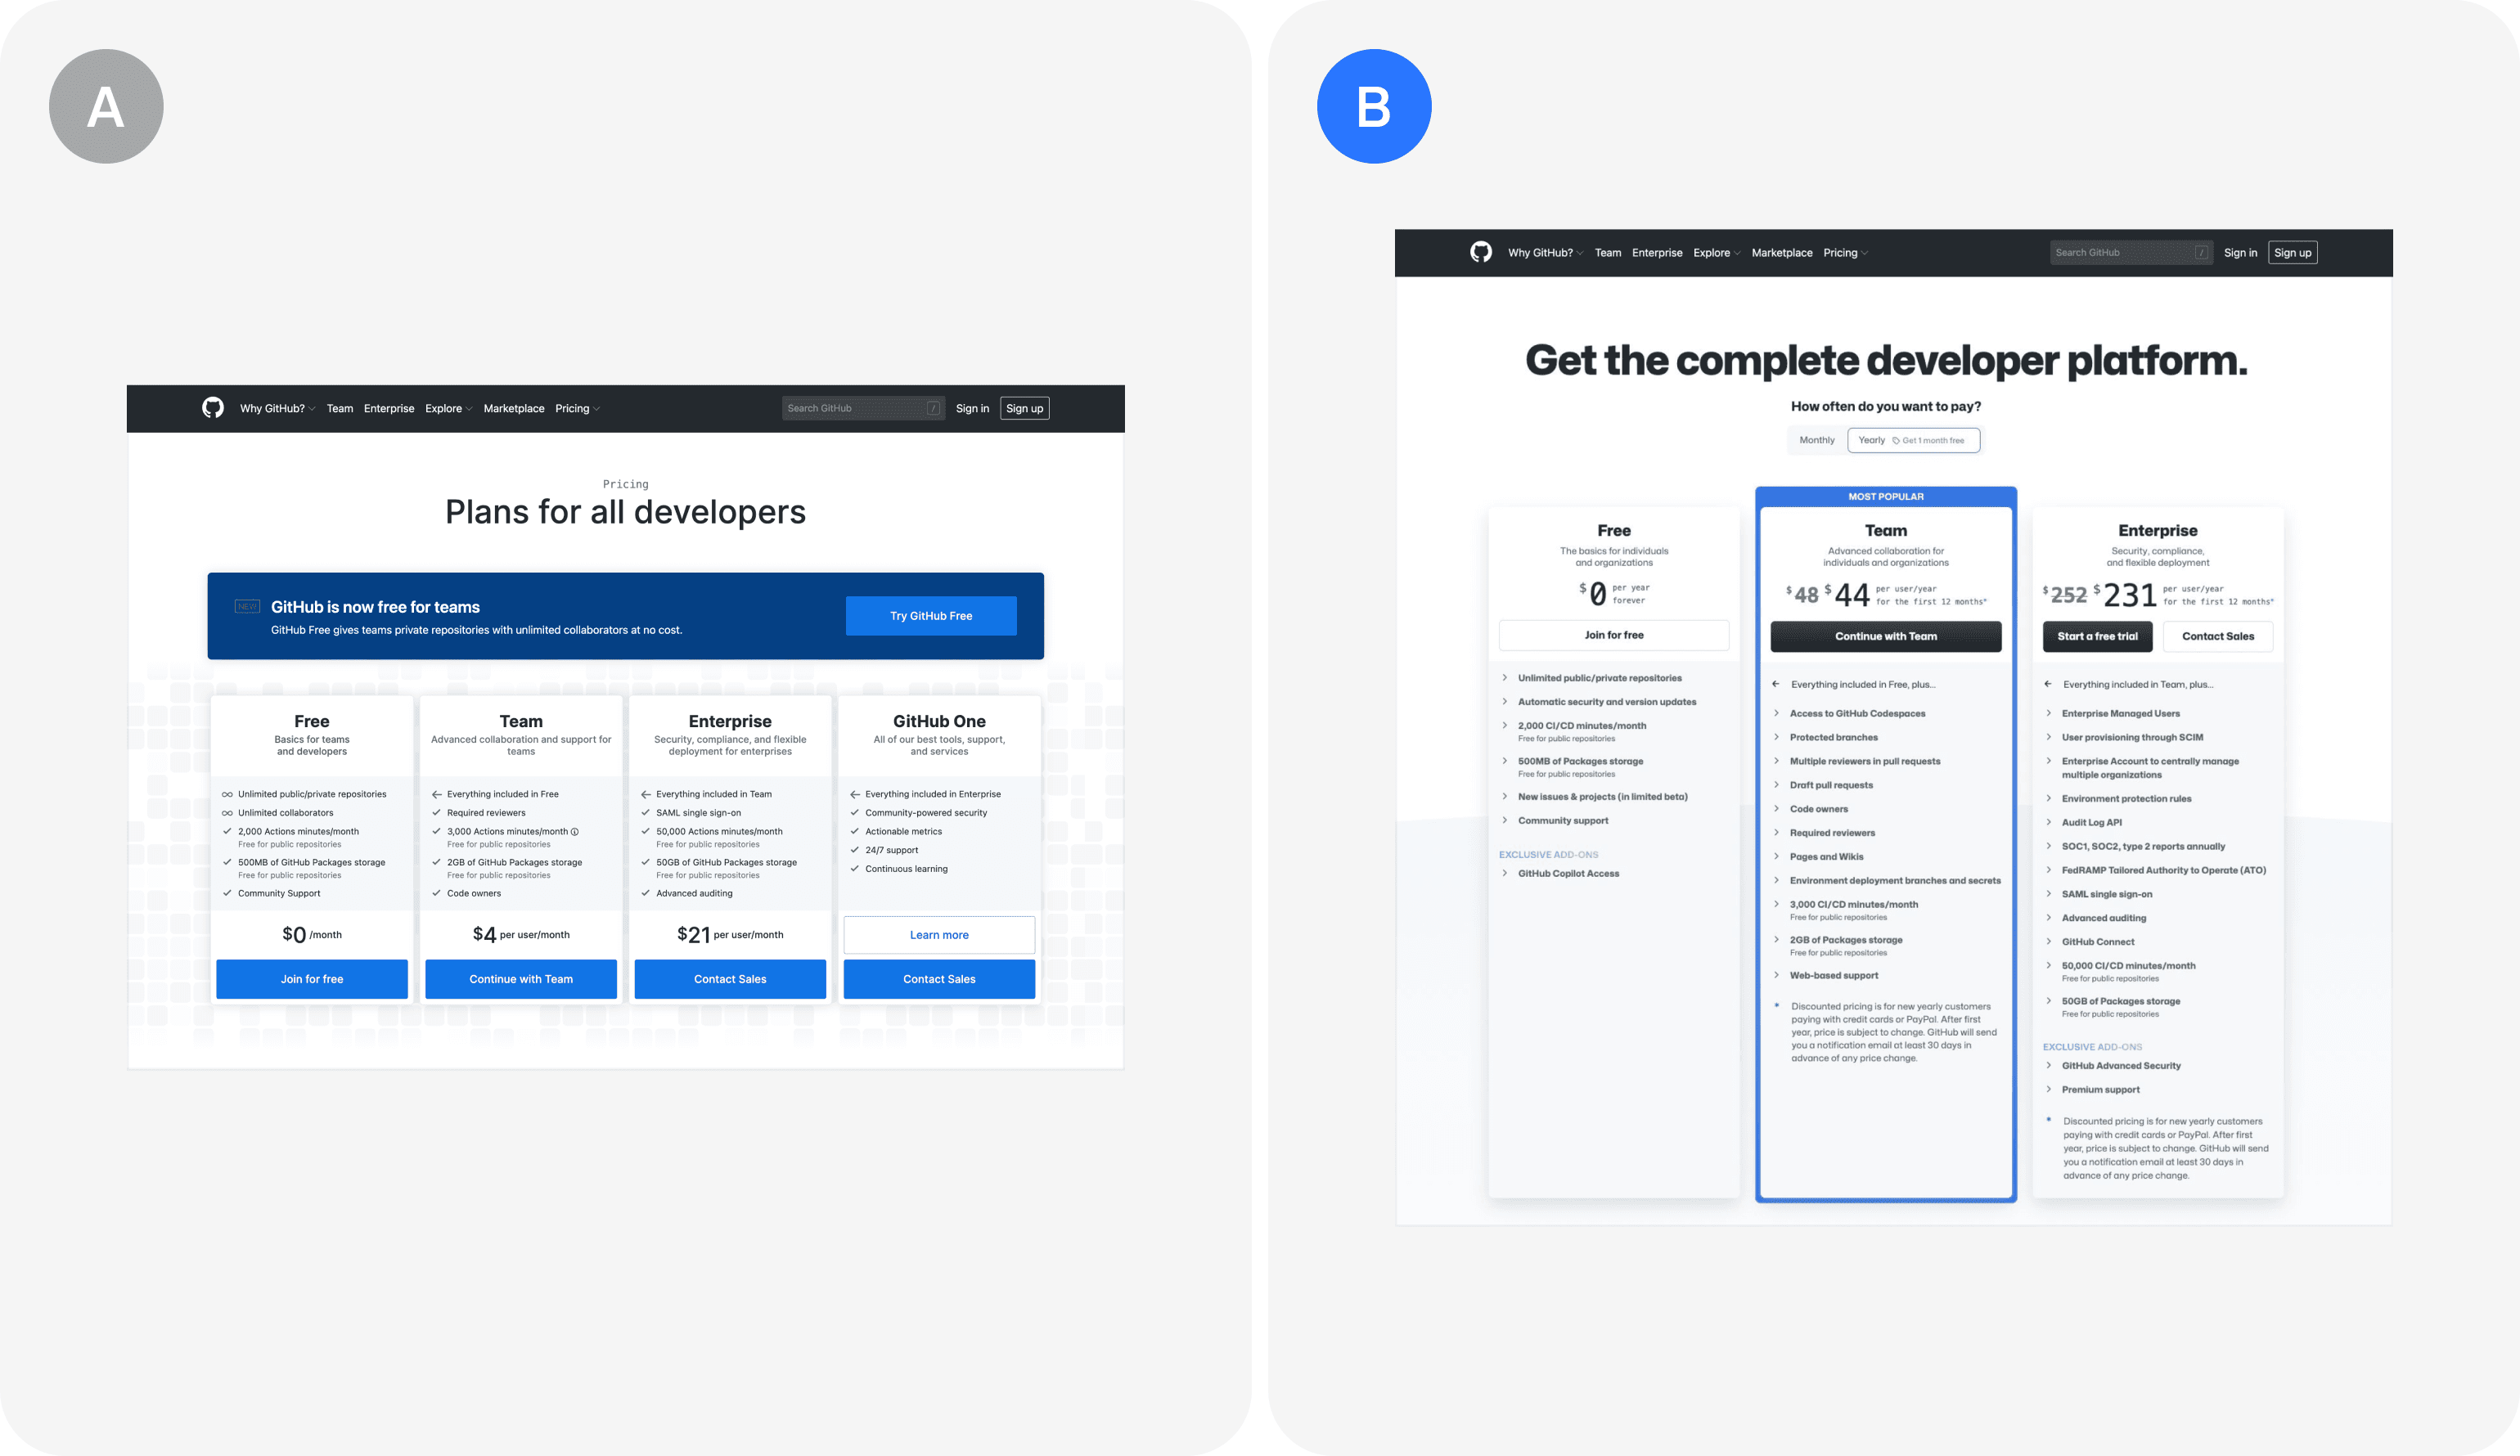 A
Why GitHub? Team Enterprise Explore Marketplace Pricing Search GitHub / Sign in Sign up
Pricing
Plans for all developers
NEW
GitHub is now free for teams
GitHub Free gives teams private repositories with unlimited collaborators at no cost.
Try GitHub Free
Free
Basics for teams
and developers
Unlimited public/private repositories
Unlimited collaborators
2,000 Actions minutes/month
Free for public repositories
500MB of GitHub Packages storage
Free for public repositories
Community Support
$0 /month
Join for free
Team
Advanced collaboration and support for
teams
Everything included in Free
Required reviewers
3,000 Actions minutes/month
Free for public repositories
2GB of GitHub Packages storage
Free for public repositories
Code owners
$4 per user/month
Continue with Team
Enterprise
Security, compliance, and flexible
deployment for enterprises
Everything included in Team
SAML single sign-on
50,000 Actions minutes/month
Free for public repositories
50GB of GitHub Packages storage
Free for public repositories
Advanced auditing
$21 per user/month
Contact Sales
GitHub One
All of our best tools, support,
and services
Everything included in Enterprise
Community-powered security
Actionable metrics
24/7 support
Continuous learning
Learn more
Contact Sales
B
Why GitHub? Team Enterprise Explore Marketplace Pricing Search GitHub / Sign in Sign up
Get the complete developer platform.
How often do you want to pay?
Monthly Yearly Get 1 month free
Free
The basics for individuals
and organizations
$0 per year
forever
Join for free
Unlimited public/private repositories
Automatic security and version updates
2,000 CI/CD minutes/month
Free for public repositories
500MB of Packages storage
Free for public repositories
New issues & projects (in limited beta)
Community support
EXCLUSIVE ADD-ONS
GitHub Copilot Access
MOST POPULAR
Team
Advanced collaboration for
individuals and organizations
$48 $44 per user/year
for the first 12 months*
Continue with Team
Everything included in Free, plus...
Access to GitHub Codespaces
Protected branches
Multiple reviewers in pull requests
Draft pull requests
Code owners
Required reviewers
Pages and Wikis
Environment deployment branches and secrets
3,000 CI/CD minutes/month
Free for public repositories
2GB of Packages storage
Free for public repositories
Web-based support
* Discounted pricing is for new yearly customers
paying with credit cards or PayPal. After first
year, price is subject to change. GitHub will send
you a notification email at least 30 days in
advance of any price change.
Enterprise
Security, compliance,
and flexible deployment
$252 $231 per user/year
for the first 12 months*
Start a free trial Contact Sales
Everything included in Team, plus...
Enterprise Managed Users
User provisioning through SCIM
Enterprise Account to centrally manage
multiple organizations
Environment protection rules
Audit Log API
SOC1, SOC2, type 2 reports annually
FedRAMP Tailored Authority to Operate (ATO)
SAML single sign-on
Advanced auditing
GitHub Connect
50,000 CI/CD minutes/month
Free for public repositories
50GB of Packages storage
Free for public repositories
EXCLUSIVE ADD-ONS
GitHub Advanced Security
Premium support
* Discounted pricing is for new yearly customers
paying with credit cards or PayPal. After first
year, price is subject to change. GitHub will send
you a notification email at least 30 days in
advance of any price change.